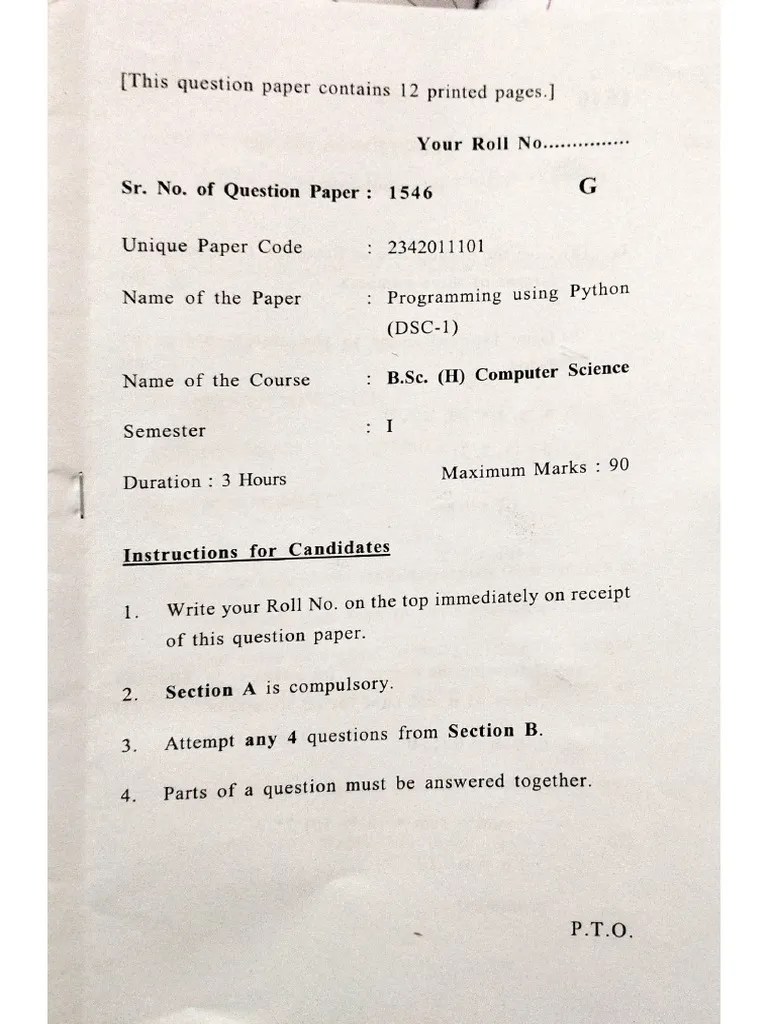 [This question paper contains 12 printed pages.]
Your Roll No...............
Sr. No. of Question Paper : 1546 G
Unique Paper Code : 2342011101
Name of the Paper : Programming using Python
(DSC-1)
Name of the Course : B.Sc. (H) Computer Science
Semester : I
Duration : 3 Hours Maximum Marks : 90
Instructions for Candidates
1. Write your Roll No. on the top immediately on receipt
of this question paper.
2. Section A is compulsory.
3. Attempt any 4 questions from Section B.
4. Parts of a question must be answered together.
P.T.O.